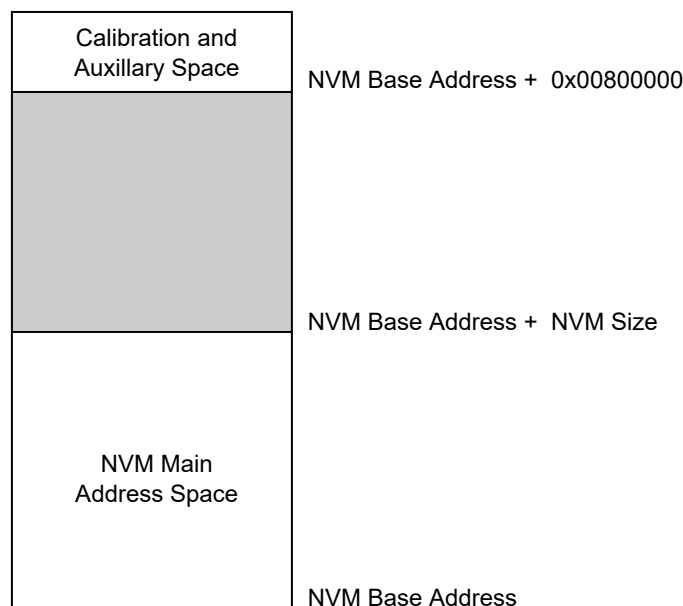 Calibration and
Auxillary Space
NVM Base Address + 0x00800000
NVM Base Address + NVM Size
NVM Main
Address Space
NVM Base Address